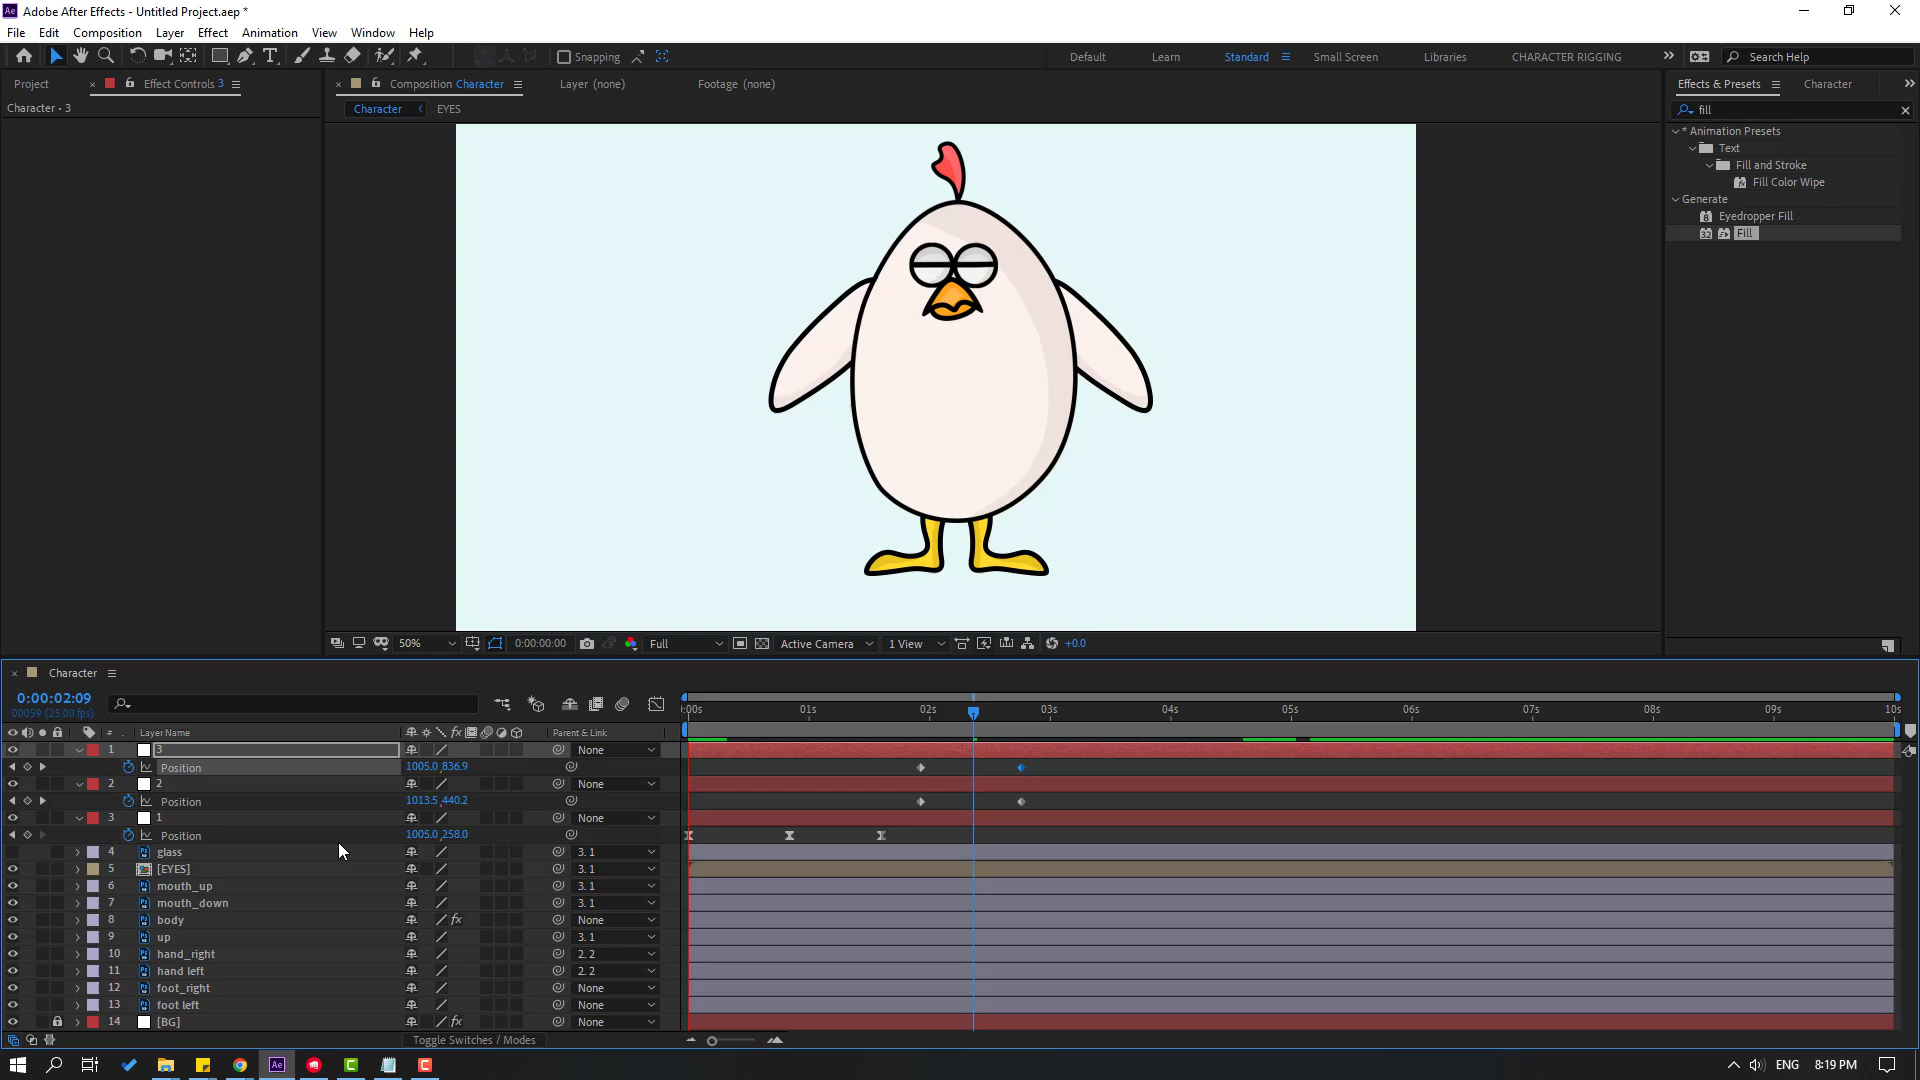 Adobe After Effects - Untitled Project.aep *
File Edit Composition Layer Effect Animation View Window Help
Snapping Default Learn Standard Small Screen Libraries CHARACTER RIGGING Search Help
Project Effect Controls 3
Character • 3
Composition Character Layer (none) Footage (none)
Character EYES
Effects & Presets Character
fill
* Animation Presets
Text
Fill and Stroke
Fill Color Wipe
Generate
Eyedropper Fill
Fill
50% 0:00:00:00 Full Active Camera 1 View +0.0
Character
0:00:02:09
00059 (25.00 fps)
:00s 01s 02s 03s 04s 05s 06s 07s 08s 09s 10s
# Layer Name Parent & Link
1 3 None
Position 1005.0,836.9
2 2 None
Position 1013.5,440.2
3 1 None
Position 1005.0,258.0
4 glass 3. 1
5 [EYES] 3. 1
6 mouth_up 3. 1
7 mouth_down 3. 1
8 body fx None
9 up 3. 1
10 hand_right 2. 2
11 hand left 2. 2
12 foot_right None
13 foot left None
14 [BG] fx None
Toggle Switches / Modes
ENG 8:19 PM